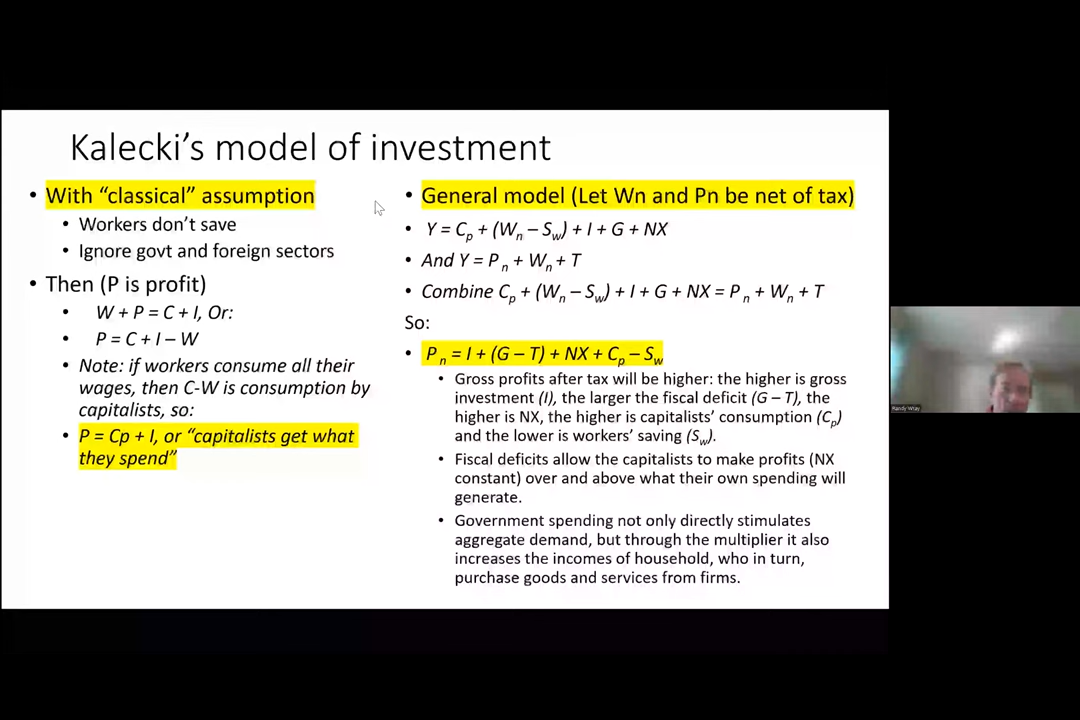 Kalecki's model of investment
• With “classical” assumption
• Workers don't save
• Ignore govt and foreign sectors
• Then (P is profit)
• W + P = C + I, Or:
• P = C + I – W
• Note: if workers consume all their
wages, then C-W is consumption by
capitalists, so:
• P = Cp + I, or “capitalists get what
they spend”
• General model (Let Wn and Pn be net of tax)
• Y = Cp + (Wn – Sw) + I + G + NX
• And Y = P n + Wn + T
• Combine Cp + (Wn – Sw) + I + G + NX = P n + Wn + T
So:
• P n = I + (G – T) + NX + Cp – Sw
• Gross profits after tax will be higher: the higher is gross
investment (I), the larger the fiscal deficit (G – T), the
higher is NX, the higher is capitalists' consumption (Cp)
and the lower is workers' saving (Sw).
• Fiscal deficits allow the capitalists to make profits (NX
constant) over and above what their own spending will
generate.
• Government spending not only directly stimulates
aggregate demand, but through the multiplier it also
increases the incomes of household, who in turn,
purchase goods and services from firms.
Randy Wray